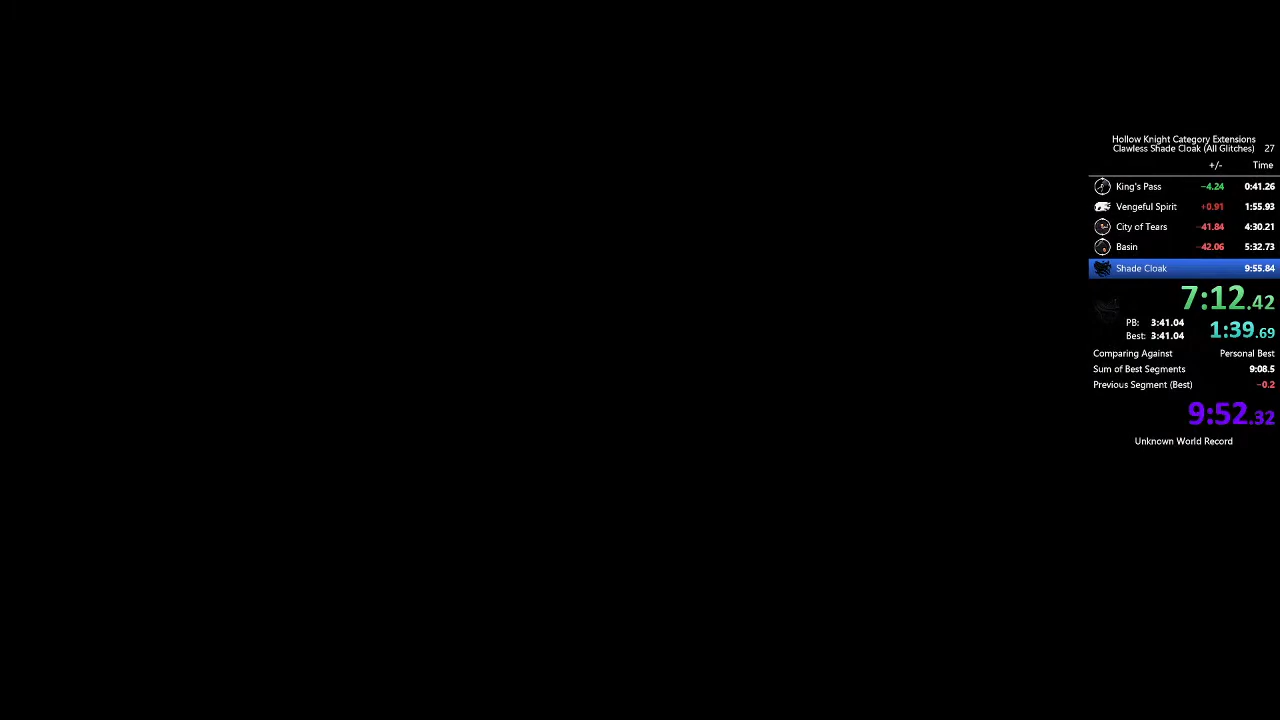 Hollow Knight Category Extensions
Clawless Shade Cloak (All Glitches) 27
+/- Time
King's Pass −4.24 0:41.26
Vengeful Spirit +0.91 1:55.93
City of Tears −41.84 4:30.21
Basin −42.06 5:32.73
Shade Cloak 9:55.84
7:12.42
PB: 3:41.04 1:39.69
Best: 3:41.04
Comparing Against Personal Best
Sum of Best Segments 9:08.5
Previous Segment (Best) −0.2
9:52.32
Unknown World Record